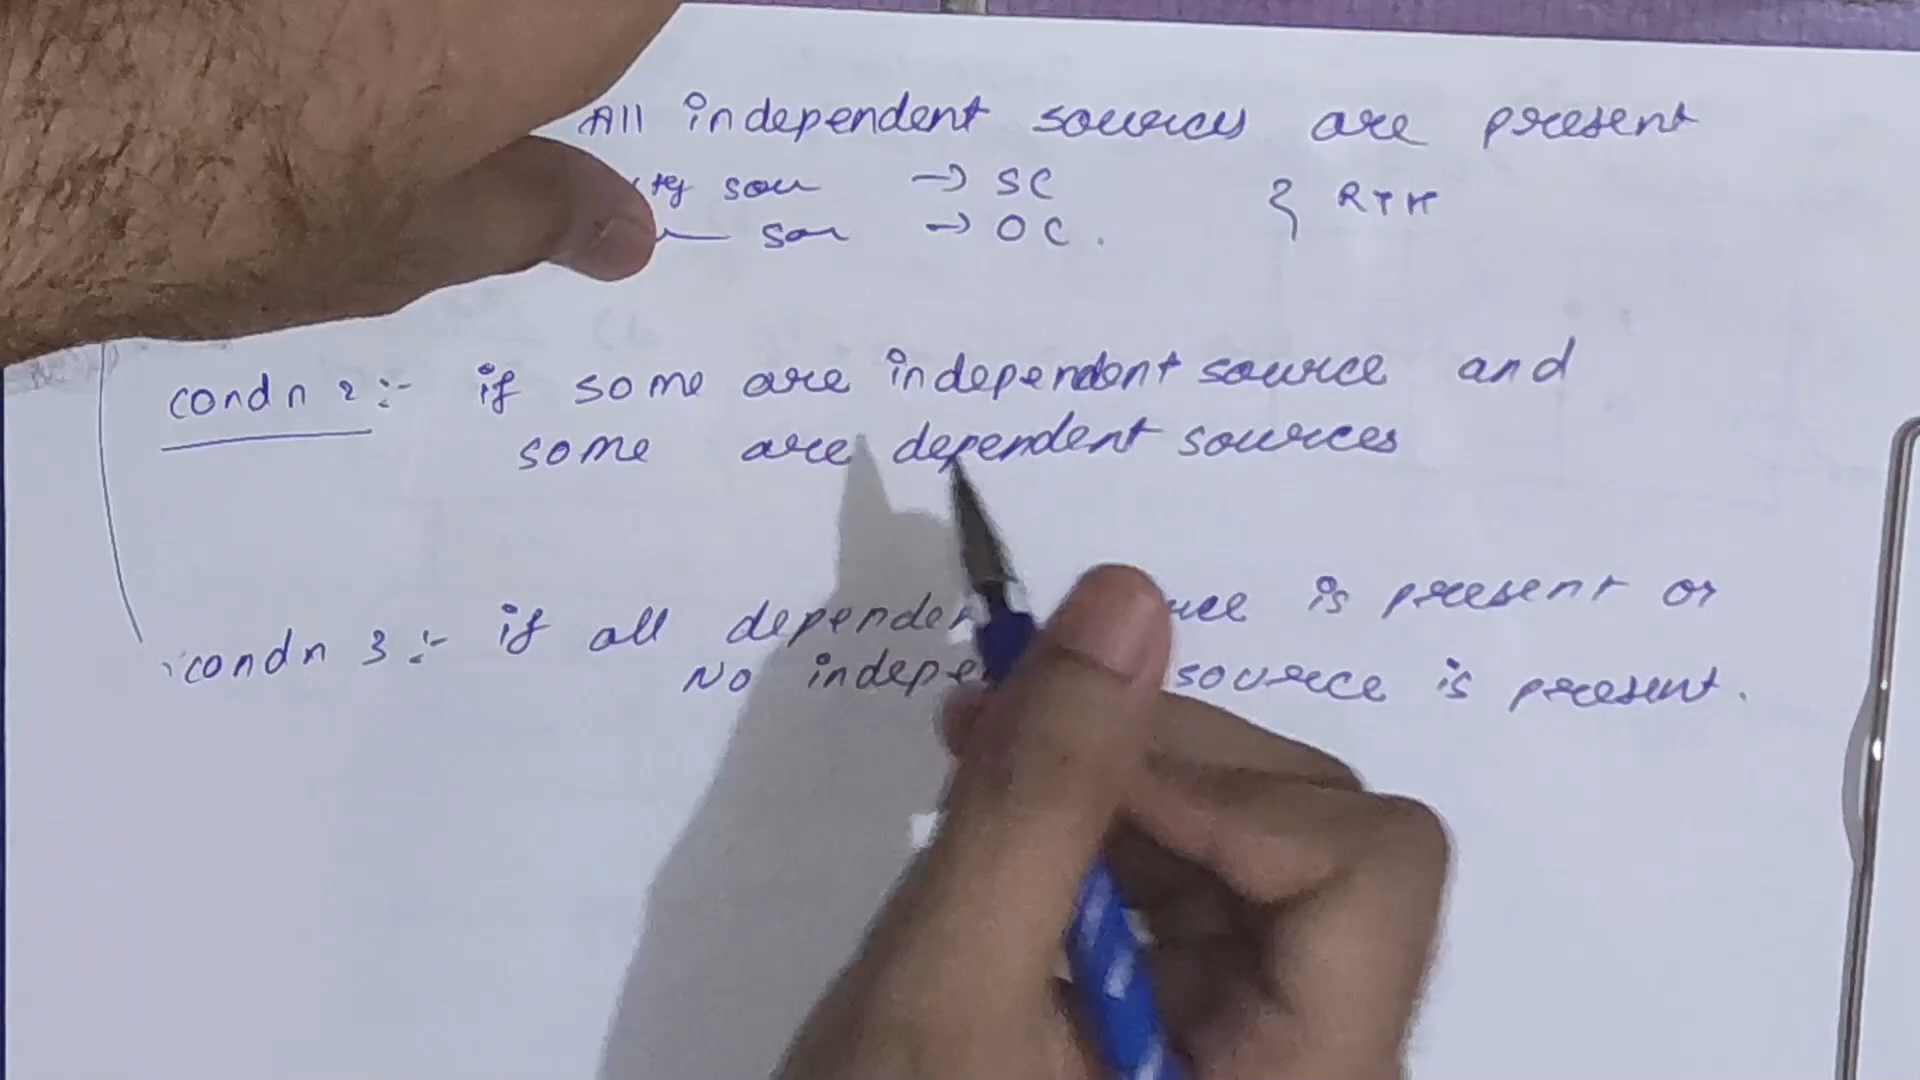 All independent sources are present
sou → SC } RTH
sou → OC.
condn 2:- if some are independent source and
some are dependent sources
condn 3:- if all depende is present or
No indepe source is present.